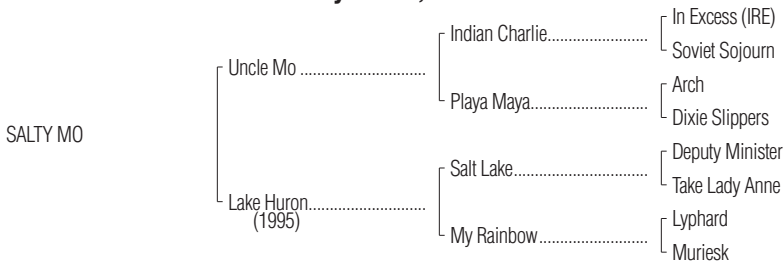 In Excess (IRE)
Indian Charlie
Soviet Sojourn
Uncle Mo
Arch
Playa Maya
Dixie Slippers
SALTY MO
Deputy Minister
Salt Lake
Take Lady Anne
Lake Huron
(1995)
Lyphard
My Rainbow
Muriesk